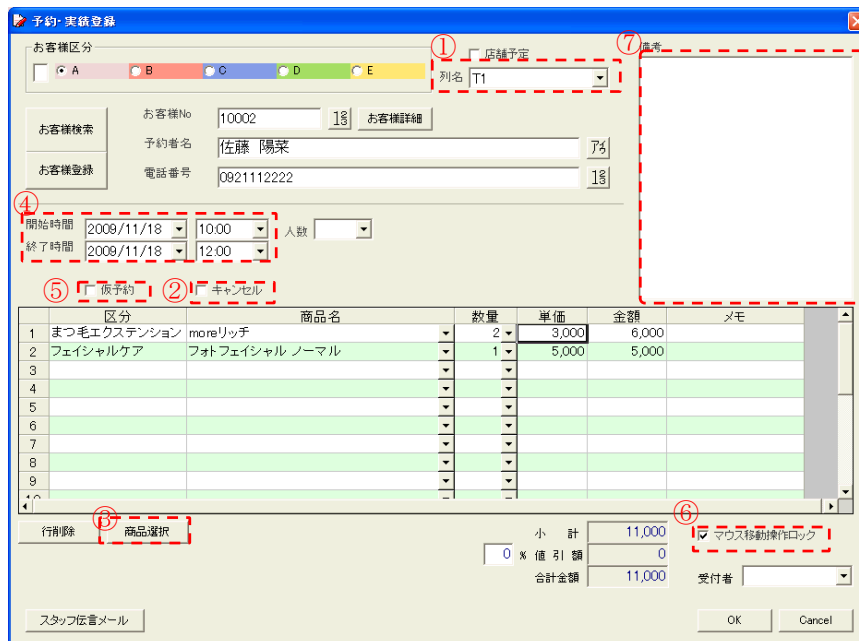 予約・実績登録
お客様区分
A B C D E
① 店舗予定
列名 T1
⑦ 備考
お客様検索
お客様登録
お客様No 10002 お客様詳細
予約者名 佐藤 陽菜
電話番号 0921112222
④
開始時間 2009/11/18 10:00 人数
終了時間 2009/11/18 12:00
⑤ 仮予約 ② キャンセル
区分 商品名 数量 単価 金額 メモ
1 まつ毛エクステンション moreリッチ 2 3,000 6,000
2 フェイシャルケア フォトフェイシャル ノーマル 1 5,000 5,000
3
4
5
6
7
8
9
行削除 ③ 商品選択
小 計 11,000
0 % 値引額 0
合計金額 11,000
⑥ マウス移動操作ロック
受付者
スタッフ伝言メール
OK Cancel